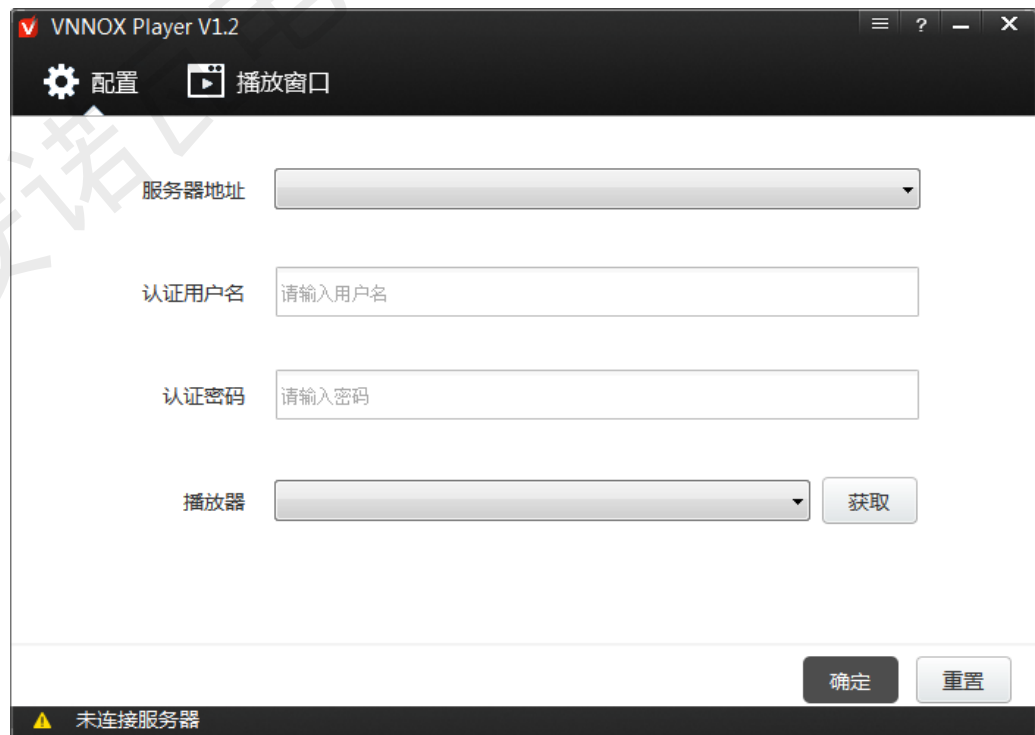 VNNOX Player V1.2
配置 播放窗口
服务器地址
认证用户名 请输入用户名
认证密码 请输入密码
播放器 获取
确定 重置
未连接服务器